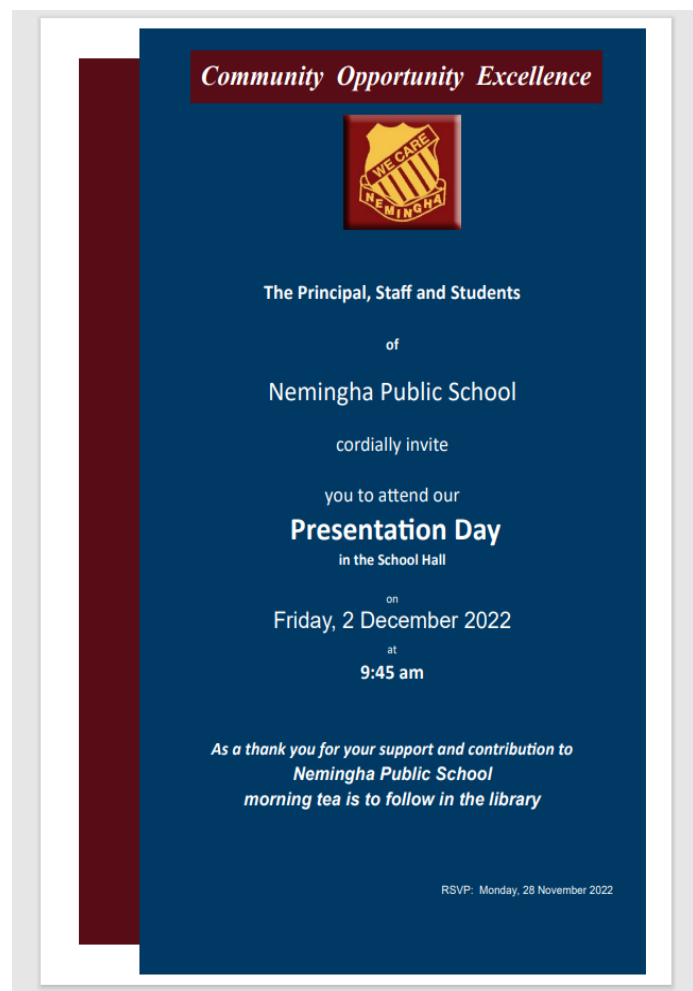 Community Opportunity Excellence
WE CARE
NEMINGHA
The Principal, Staff and Students
of
Nemingha Public School
cordially invite
you to attend our
Presentation Day
in the School Hall
on
Friday, 2 December 2022
at
9:45 am
As a thank you for your support and contribution to
Nemingha Public School
morning tea is to follow in the library
RSVP: Monday, 28 November 2022